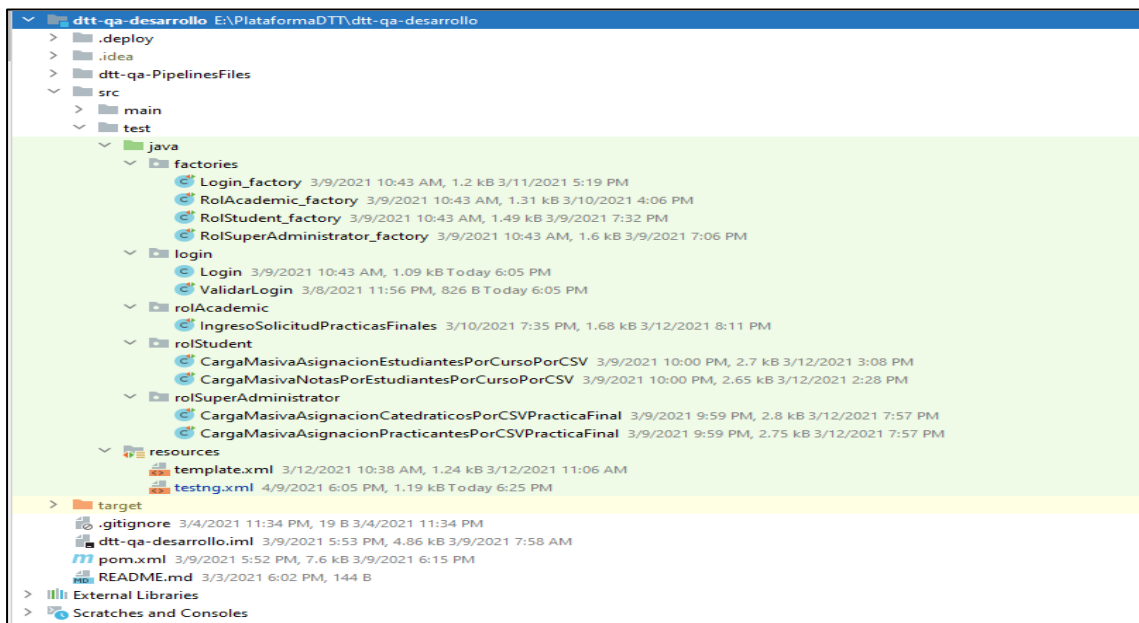 dtt-qa-desarrollo E:\PlataformaDTT\dtt-qa-desarrollo
.deploy
.idea
dtt-qa-PipelinesFiles
src
main
test
java
factories
Login_factory 3/9/2021 10:43 AM, 1.2 kB 3/11/2021 5:19 PM
RolAcademic_factory 3/9/2021 10:43 AM, 1.31 kB 3/10/2021 4:06 PM
RolStudent_factory 3/9/2021 10:43 AM, 1.49 kB 3/9/2021 7:32 PM
RolSuperAdministrator_factory 3/9/2021 10:43 AM, 1.6 kB 3/9/2021 7:06 PM
login
Login 3/9/2021 10:43 AM, 1.09 kB Today 6:05 PM
ValidarLogin 3/8/2021 11:56 PM, 826 B Today 6:05 PM
rolAcademic
IngresoSolicitudPracticasFinales 3/10/2021 7:35 PM, 1.68 kB 3/12/2021 8:11 PM
rolStudent
CargaMasivaAsignacionEstudiantesPorCursoPorCSV 3/9/2021 10:00 PM, 2.7 kB 3/12/2021 3:08 PM
CargaMasivaNotasPorEstudiantesPorCursoPorCSV 3/9/2021 10:00 PM, 2.65 kB 3/12/2021 2:28 PM
rolSuperAdministrator
CargaMasivaAsignacionCatedraticosPorCSVPracticaFinal 3/9/2021 9:59 PM, 2.8 kB 3/12/2021 7:57 PM
CargaMasivaAsignacionPracticantesPorCSVPracticaFinal 3/9/2021 9:59 PM, 2.75 kB 3/12/2021 7:57 PM
resources
template.xml 3/12/2021 10:38 AM, 1.24 kB 3/12/2021 11:06 AM
testng.xml 4/9/2021 6:05 PM, 1.19 kB Today 6:25 PM
target
.gitignore 3/4/2021 11:34 PM, 19 B 3/4/2021 11:34 PM
dtt-qa-desarrollo.iml 3/9/2021 5:53 PM, 4.86 kB 3/9/2021 7:58 AM
m pom.xml 3/9/2021 5:52 PM, 7.6 kB 3/9/2021 6:15 PM
MD README.md 3/3/2021 6:02 PM, 144 B
External Libraries
Scratches and Consoles